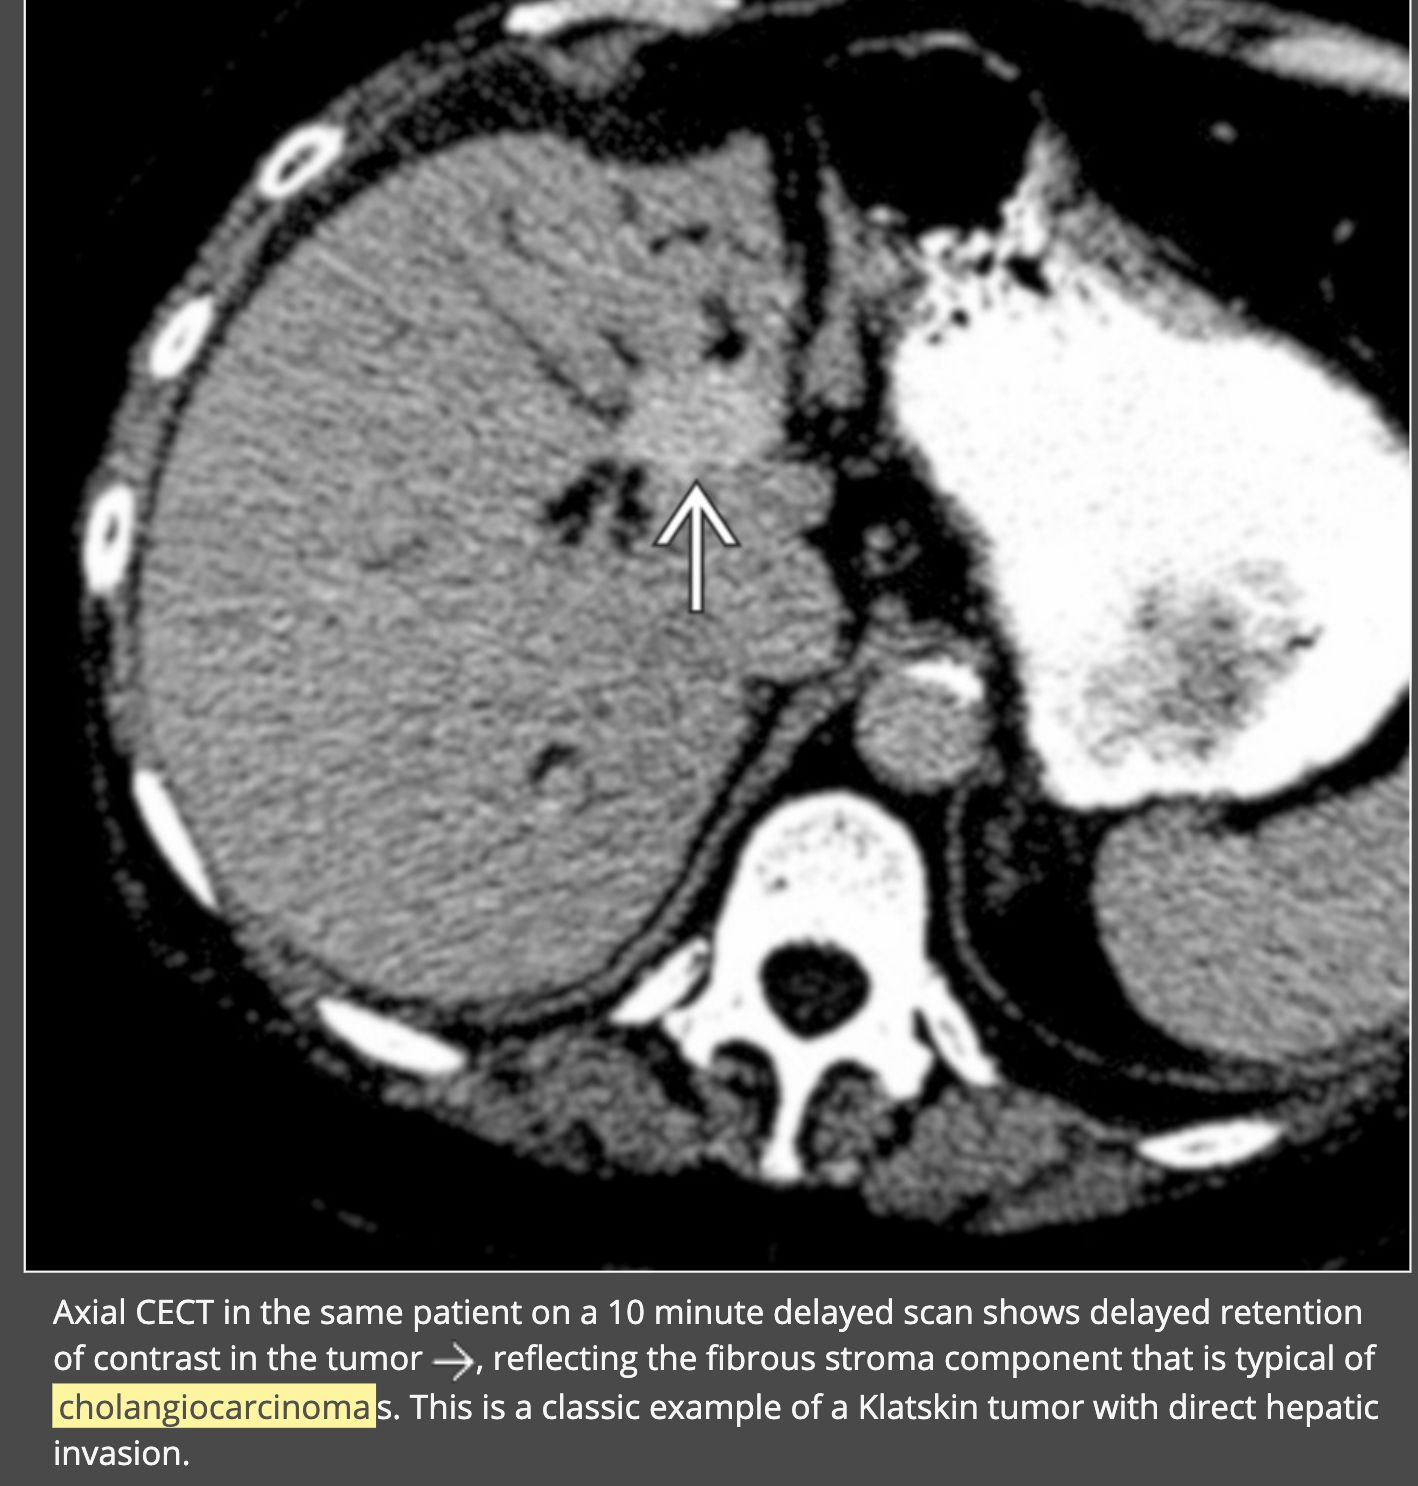 Axial CECT in the same patient on a 10 minute delayed scan shows delayed retention
of contrast in the tumor →, reflecting the fibrous stroma component that is typical of
cholangiocarcinomas. This is a classic example of a Klatskin tumor with direct hepatic
invasion.